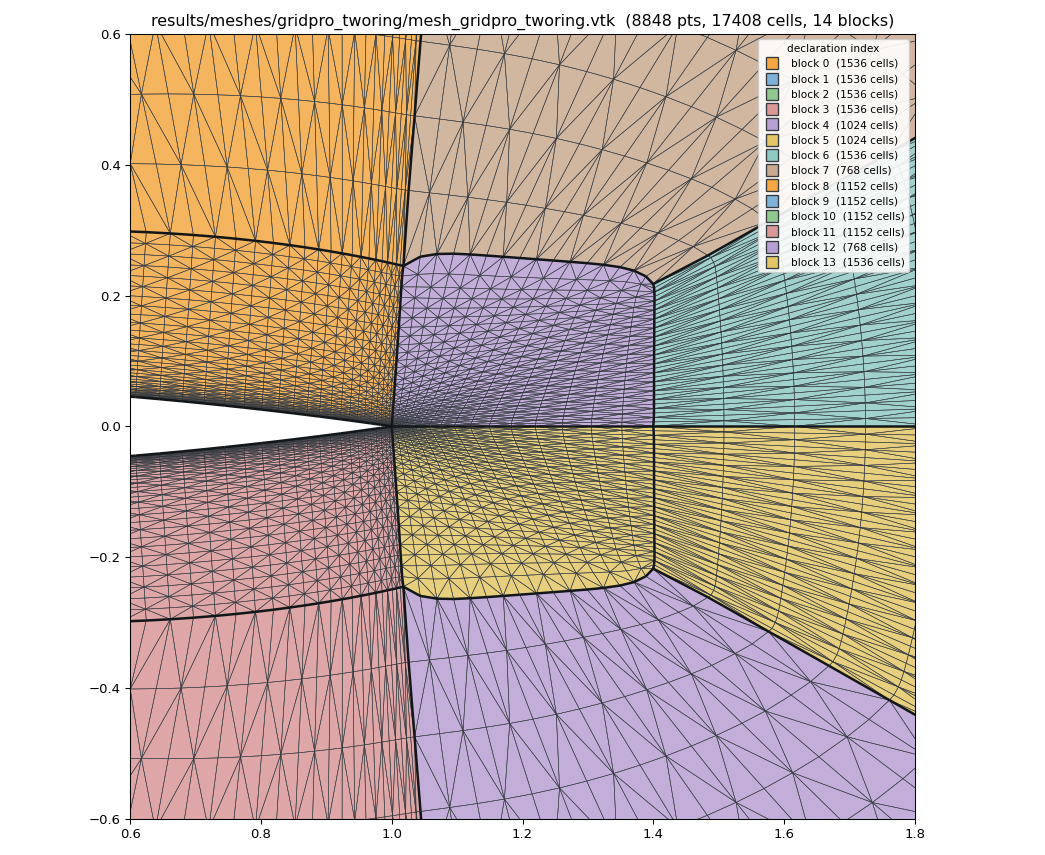 results/meshes/gridpro_tworing/mesh_gridpro_tworing.vtk  (8848 pts, 17408 cells, 14 blocks)
declaration index
block 0  (1536 cells)
block 1  (1536 cells)
block 2  (1536 cells)
block 3  (1536 cells)
block 4  (1024 cells)
block 5  (1024 cells)
block 6  (1536 cells)
block 7  (768 cells)
block 8  (1152 cells)
block 9  (1152 cells)
block 10  (1152 cells)
block 11  (1152 cells)
block 12  (768 cells)
block 13  (1536 cells)
0.6
0.4
0.2
0.0
−0.2
−0.4
−0.6
0.6 0.8 1.0 1.2 1.4 1.6 1.8